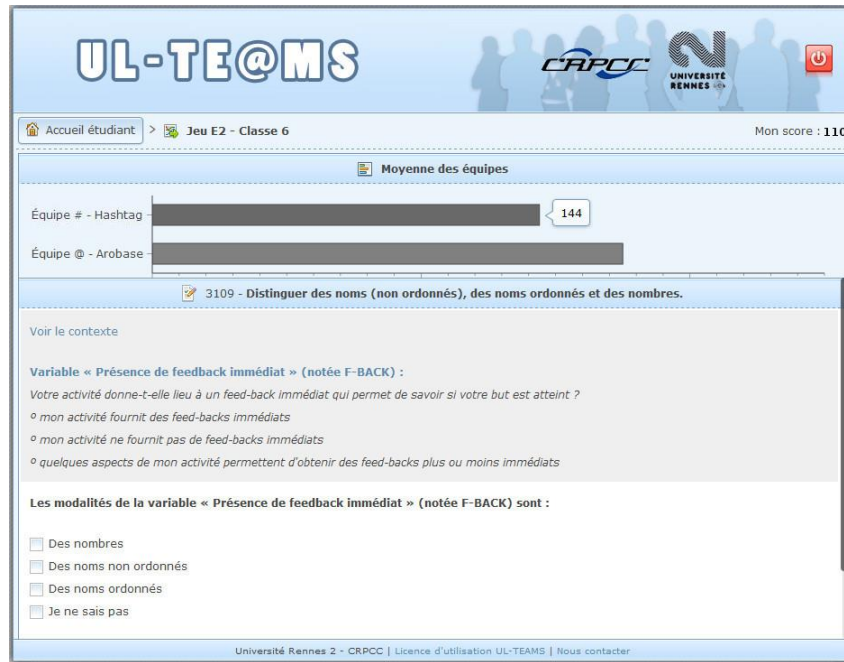 UL-TE@MS
CRPCC
UNIVERSITÉ
RENNES
Accueil étudiant > Jeu E2 - Classe 6
Mon score : 110
Moyenne des équipes
Équipe # - Hashtag
144
Équipe @ - Arobase
3109 - Distinguer des noms (non ordonnés), des noms ordonnés et des nombres.
Voir le contexte
Variable « Présence de feedback immédiat » (notée F-BACK) :
Votre activité donne-t-elle lieu à un feed-back immédiat qui permet de savoir si votre but est atteint ?
º mon activité fournit des feed-backs immédiats
º mon activité ne fournit pas de feed-backs immédiats
º quelques aspects de mon activité permettent d'obtenir des feed-backs plus ou moins immédiats
Les modalités de la variable « Présence de feedback immédiat » (notée F-BACK) sont :
Des nombres
Des noms non ordonnés
Des noms ordonnés
Je ne sais pas
Université Rennes 2 - CRPCC | Licence d'utilisation UL-TEAMS | Nous contacter